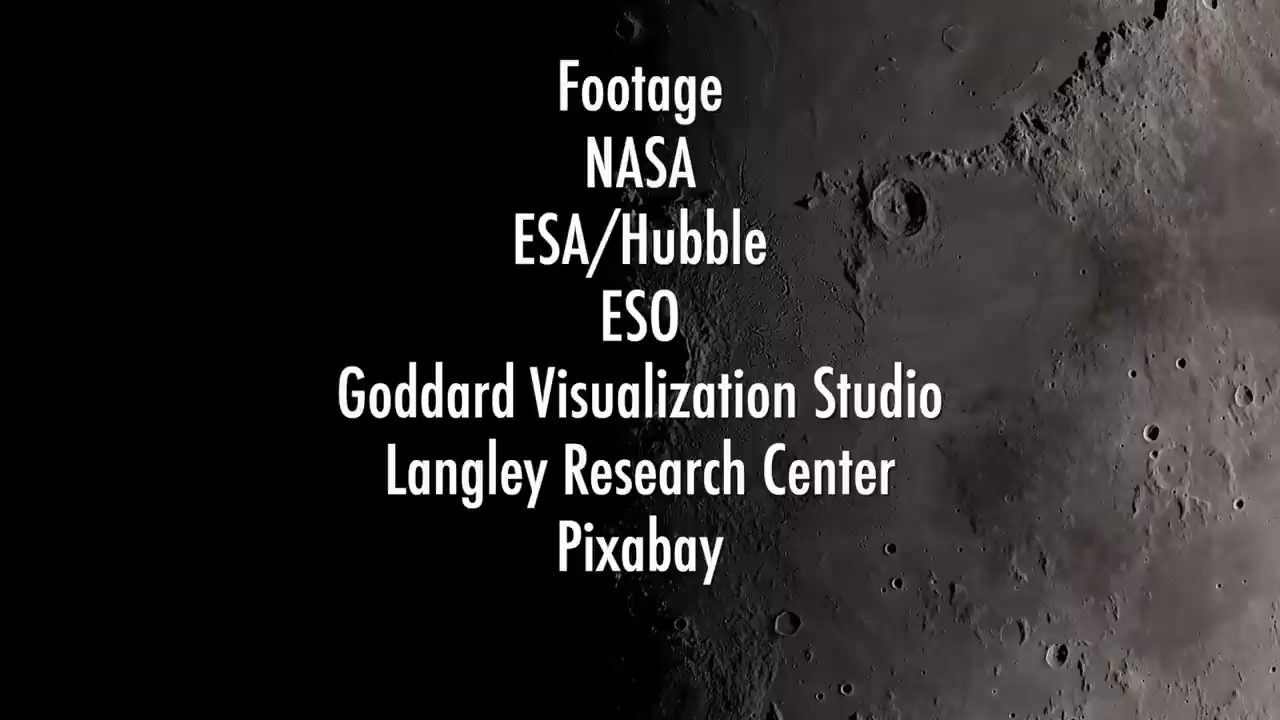 Footage
NASA
ESA/Hubble
ESO
Goddard Visualization Studio
Langley Research Center
Pixabay